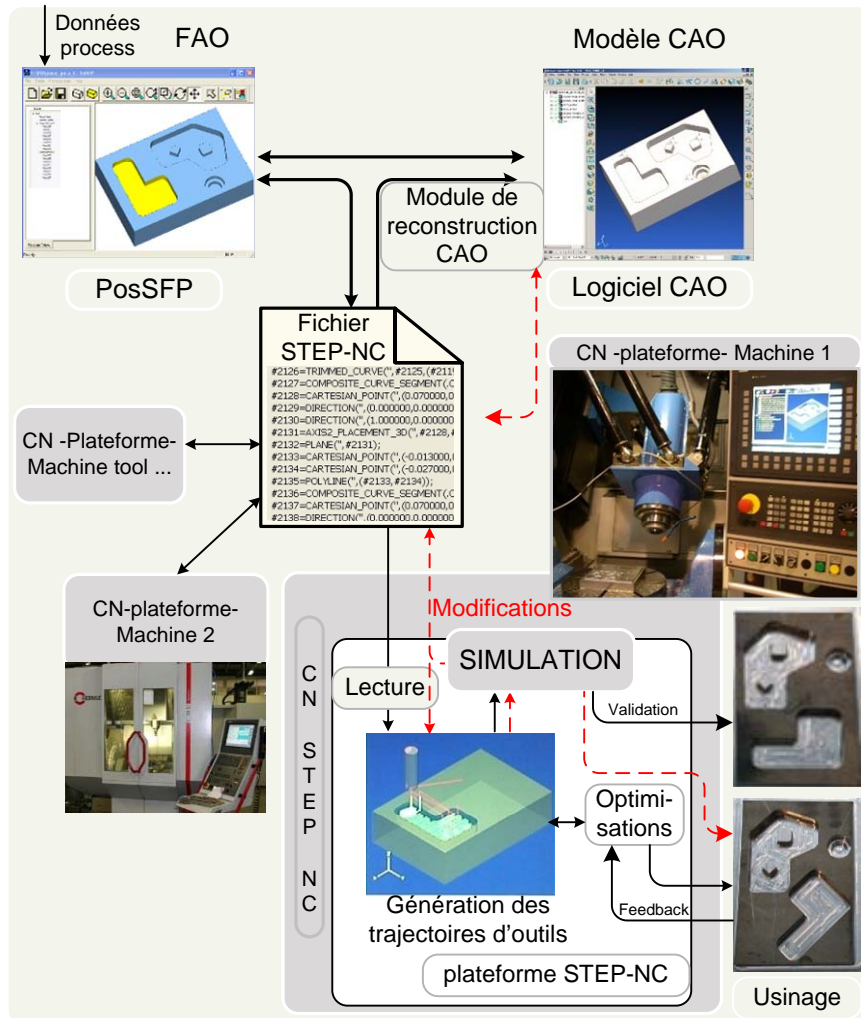 Données
process
FAO
Modèle CAO
Module de
reconstruction
CAO
PosSFP
Logiciel CAO
Fichier
STEP-NC
#2126=TRIMMED_CURVE('',#2125,(#2115
#2127=COMPOSITE_CURVE_SEGMENT(.C
#2128=CARTESIAN_POINT('',(0.070000,0
#2129=DIRECTION('',(0.000000,0.000000
#2130=DIRECTION('',(1.000000,0.000000
#2131=AXIS2_PLACEMENT_3D('',#2128,#
#2132=PLANE('',#2131);
#2133=CARTESIAN_POINT('',(-0.013000,
#2134=CARTESIAN_POINT('',(-0.027000,
#2135=POLYLINE('',(#2133,#2134));
#2136=COMPOSITE_CURVE_SEGMENT(.C
#2137=CARTESIAN_POINT('',(0.070000,0
#2138=DIRECTION('',(0.000000,0.000000
CN -plateforme- Machine 1
CN -Plateforme-
Machine tool ...
CN-plateforme-
Machine 2
Modifications
CN STEP NC
SIMULATION
Lecture
Validation
Optimi-
sations
Feedback
Génération des
trajectoires d'outils
plateforme STEP-NC
Usinage